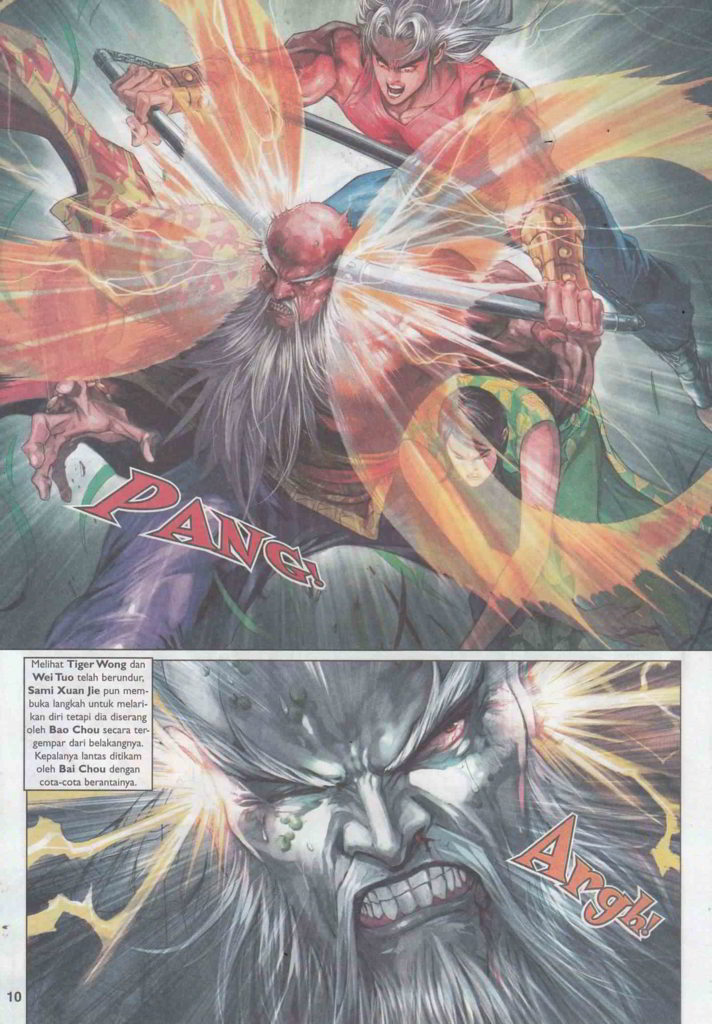 PANG!
Melihat Tiger Wong dan
Wei Tuo telah berundur,
Sami Xuan Jie pun mem-
buka langkah untuk melari-
kan diri tetapi dia diserang
oleh Bao Chou secara ter-
gempar dari belakangnya.
Kepalanya lantas ditikam
oleh Bai Chou dengan
cota-cota berantainya.
Argh!
10